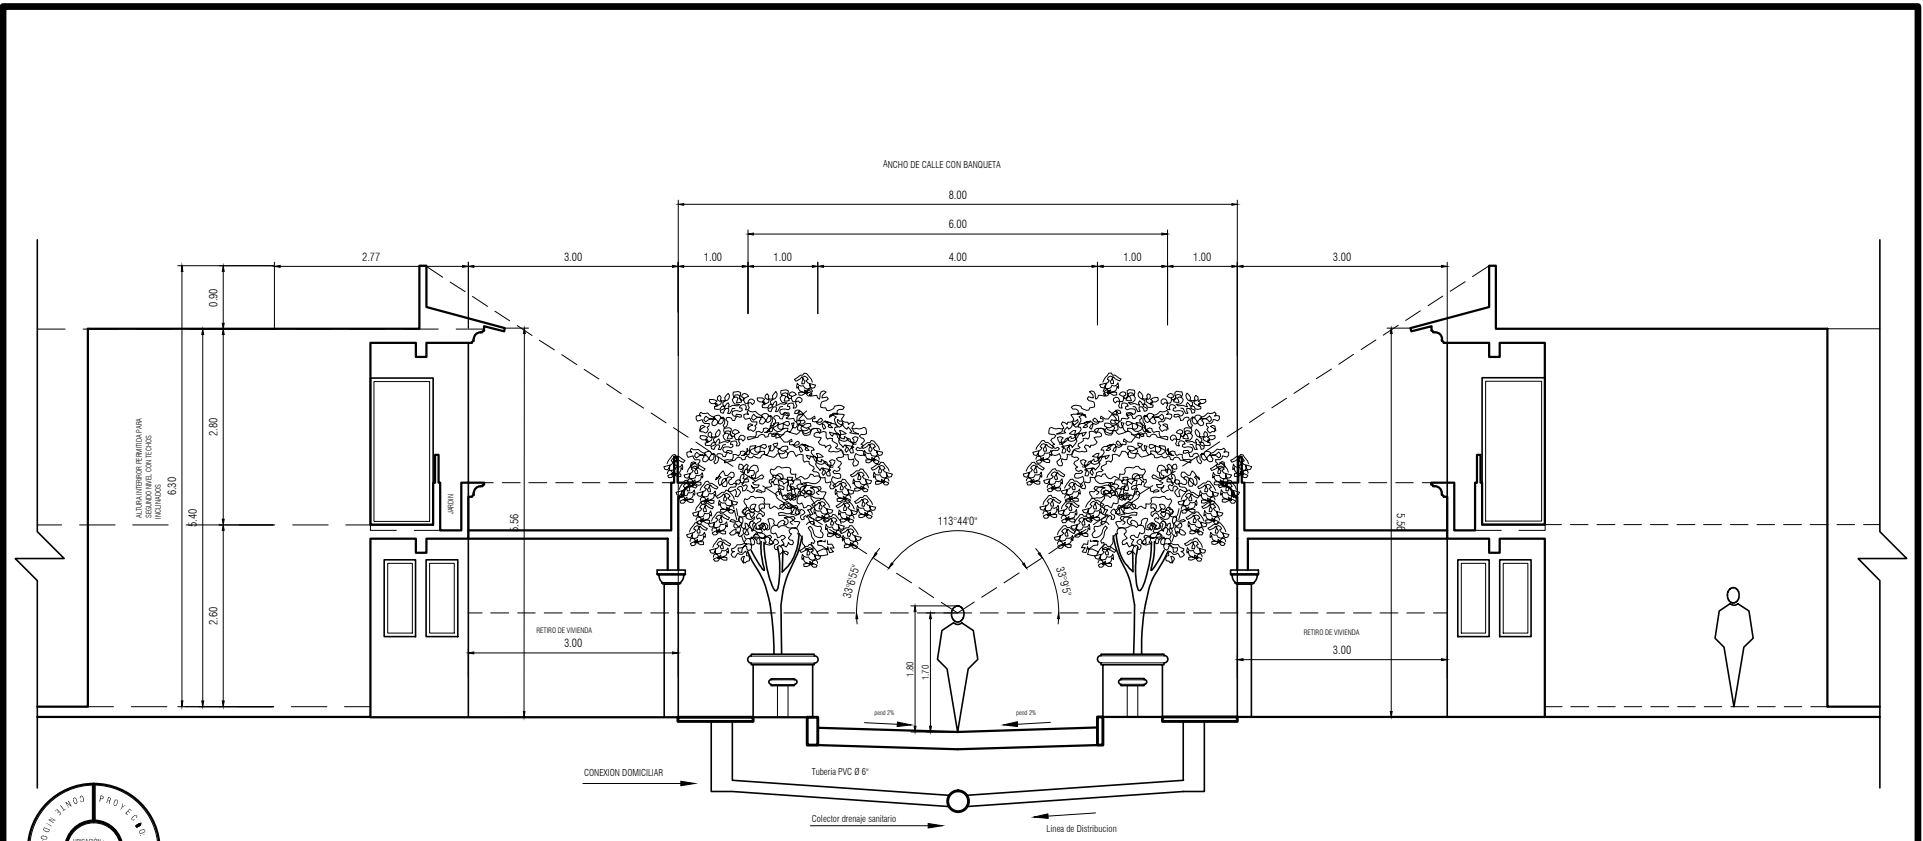 ANCHO DE CALLE CON BANQUETA
8.00
6.00
2.77
3.00
1.00
1.00
4.00
1.00
1.00
3.00
0.90
2.80
2.60
6.30
5.40
ALTURA INTERIOR PERMITIDA PARA
SEGUNDO NIVEL CON TECHOS
INCLINADOS
JARDIN
5.56
5.56
113°44'0"
33°6'55"
33°9'5"
RETIRO DE VIVIENDA
3.00
RETIRO DE VIVIENDA
3.00
1.80
1.70
pend 2%
pend 2%
CONEXION DOMICILIAR
Tuberia PVC Ø 6"
Colector drenaje sanitario
Linea de Distribucion
CONTENIDO
PROYECTO:
UBICACIÓN: